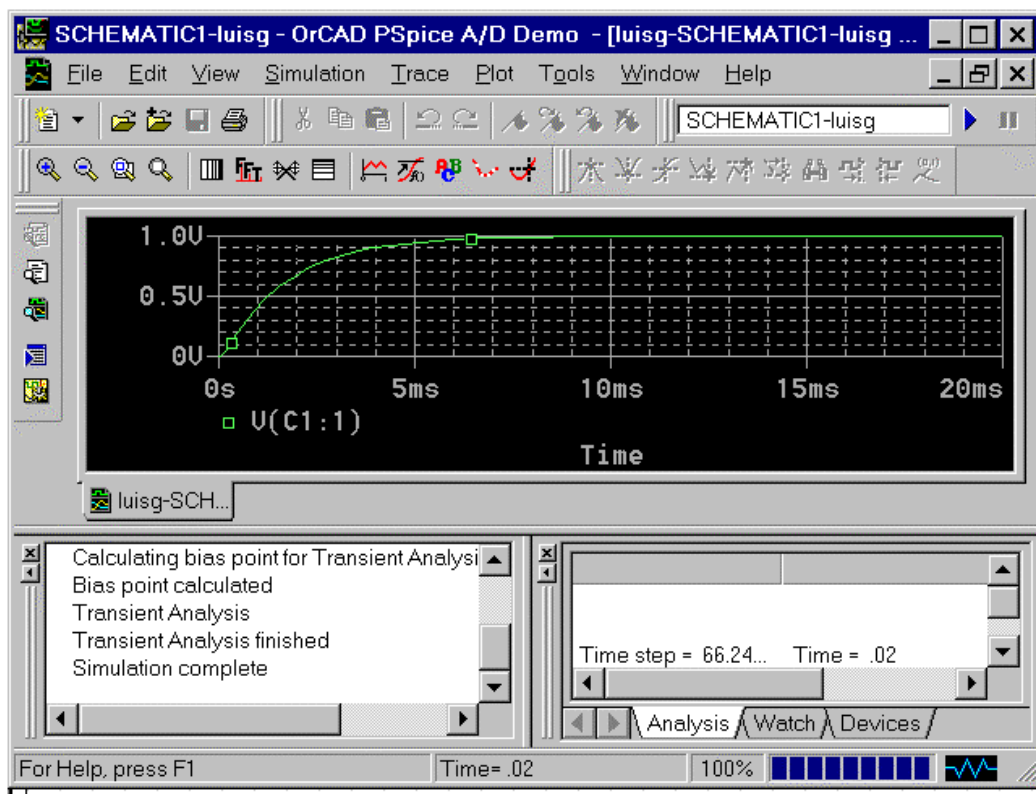 SCHEMATIC1-luisg - OrCAD PSpice A/D Demo - [luisg-SCHEMATIC1-luisg ...
File Edit View Simulation Trace Plot Tools Window Help
SCHEMATIC1-luisg
1.0V
0.5V
0V
0s 5ms 10ms 15ms 20ms
V(C1:1)
Time
luisg-SCH...
Calculating bias point for Transient Analysi
Bias point calculated
Transient Analysis
Transient Analysis finished
Simulation complete
Time step = 66.24... Time = .02
Analysis Watch Devices
For Help, press F1 Time= .02 100%